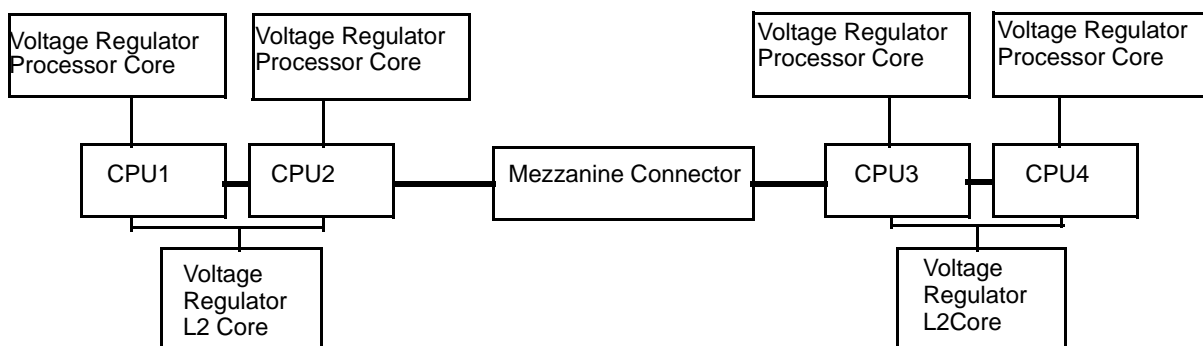 Voltage Regulator
Processor Core
Voltage Regulator
Processor Core
Voltage Regulator
Processor Core
Voltage Regulator
Processor Core
CPU1
CPU2
Mezzanine Connector
CPU3
CPU4
Voltage
Regulator
L2 Core
Voltage
Regulator
L2Core